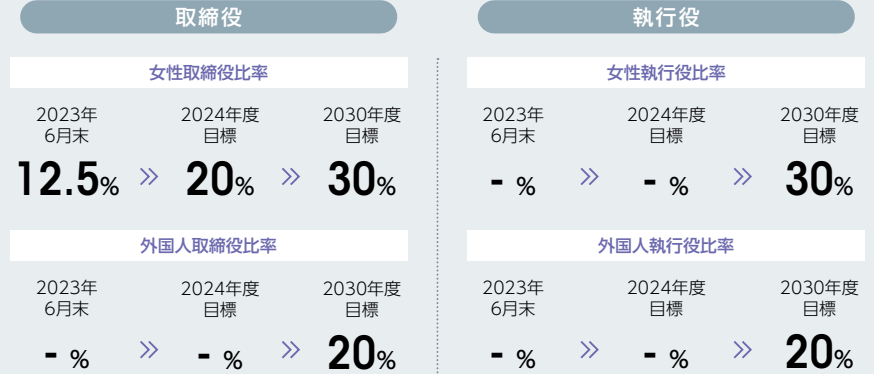 取締役
女性取締役比率
2023年 2024年度 2030年度
6月末 目標 目標
12.5% » 20% » 30%
外国人取締役比率
2023年 2024年度 2030年度
6月末 目標 目標
- % » - % » 20%
執行役
女性執行役比率
2023年 2024年度 2030年度
6月末 目標 目標
- % » - % » 30%
外国人執行役比率
2023年 2024年度 2030年度
6月末 目標 目標
- % » - % » 20%